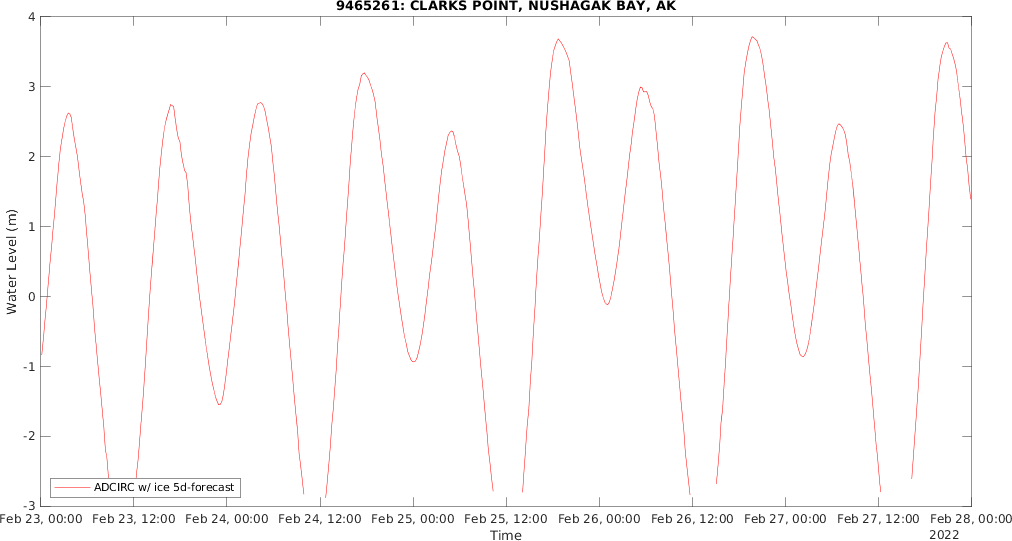 9465261: CLARKS POINT, NUSHAGAK BAY, AK
4
3
2
1
0
-1
-2
-3
Water Level (m)
ADCIRC w/ ice 5d-forecast
Feb 23, 00:00 Feb 23, 12:00 Feb 24, 00:00 Feb 24, 12:00 Feb 25, 00:00 Feb 25, 12:00 Feb 26, 00:00 Feb 26, 12:00 Feb 27, 00:00 Feb 27, 12:00 Feb 28, 00:00
Time
2022